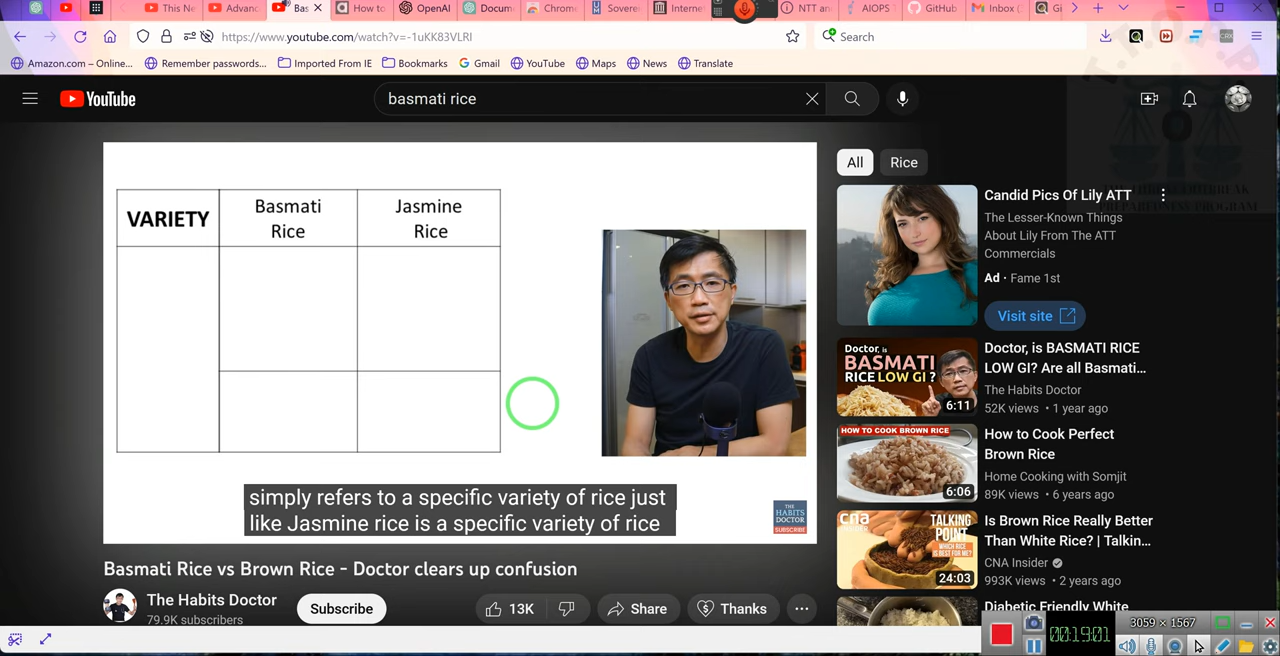 This Ne
Advanc
Bas
How to
OpenAI
Docum
Chrome
Sovere
Interne
NTT an
AIOPS T
GitHub
Inbox (
Gi
https://www.youtube.com/watch?v=-1uKK83VLRI
Search
Amazon.com – Online...
Remember passwords...
Imported From IE
Bookmarks
Gmail
YouTube
Maps
News
Translate
YouTube
basmati rice
VARIETY
Basmati
Rice
Jasmine
Rice
simply refers to a specific variety of rice just
like Jasmine rice is a specific variety of rice
THE
HABITS
DOCTOR
SUBSCRIBE
Basmati Rice vs Brown Rice - Doctor clears up confusion
The Habits Doctor
79.9K subscribers
Subscribe
13K
Share
Thanks
All
Rice
Candid Pics Of Lily ATT
The Lesser-Known Things
About Lily From The ATT
Commercials
Ad · Fame 1st
Visit site
Doctor, is
BASMATI
RICE LOW GI?
6:11
Doctor, is BASMATI RICE
LOW GI? Are all Basmati...
The Habits Doctor
52K views • 1 year ago
HOW TO COOK BROWN RICE
6:06
How to Cook Perfect
Brown Rice
Home Cooking with Somjit
89K views • 6 years ago
cna
TALKING
POINT
WHICH RICE
IS BEST FOR ME?
24:03
Is Brown Rice Really Better
Than White Rice? | Talkin...
CNA Insider
993K views • 2 years ago
Diabetic Friendly White
3059 × 1567
00:19:01